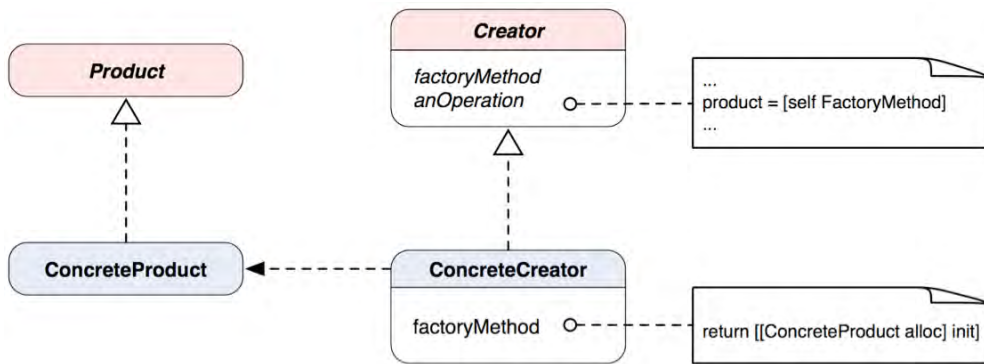 Creator
Product
factoryMethod
anOperation
...
product = [self FactoryMethod]
...
ConcreteProduct
ConcreteCreator
factoryMethod
return [[ConcreteProduct alloc] init]